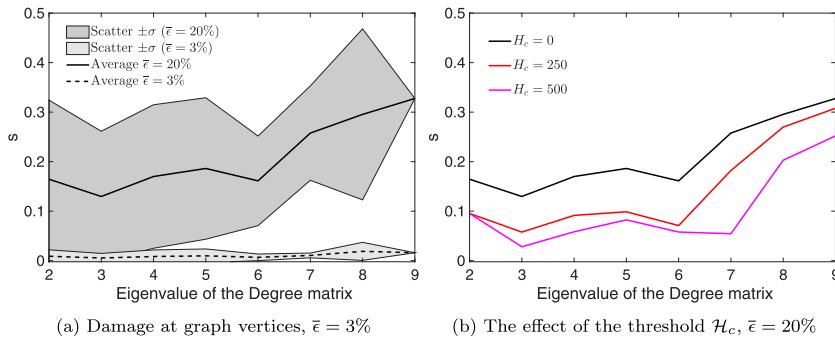 0.5
0.4
0.3
0.2
0.1
0
s
Scatter ±σ (ε̄ = 20%)
Scatter ±σ (ε̄ = 3%)
Average ε̄ = 20%
Average ε̄ = 3%
2 3 4 5 6 7 8 9
Eigenvalue of the Degree matrix
(a) Damage at graph vertices, ε̄ = 3%
0.5
0.4
0.3
0.2
0.1
0
s
H_c = 0
H_c = 250
H_c = 500
2 3 4 5 6 7 8 9
Eigenvalue of the Degree matrix
(b) The effect of the threshold ℋ_c, ε̄ = 20%